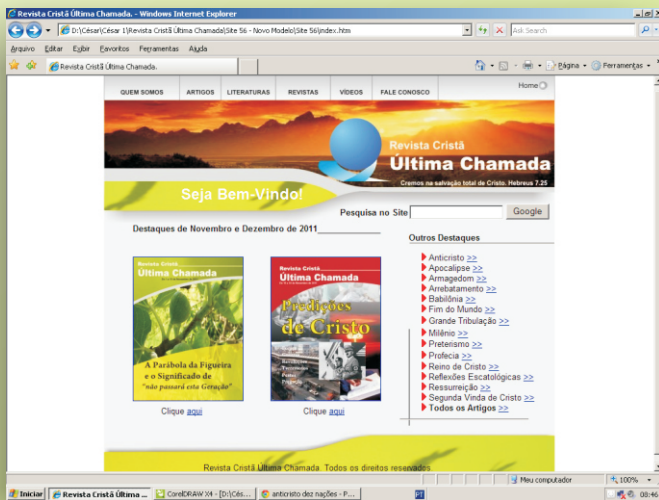 Revista Cristã Última Chamada. - Windows Internet Explorer
D:\César\César 1\Revista Cristã Última Chamada\Site 56 - Novo Modelo\Site 56\index.htm
Ask Search
Arquivo Editar Exibir Favoritos Ferramentas Ajuda
Revista Cristã Última Chamada.
Página
Ferramentas
QUEM SOMOS ARTIGOS LITERATURAS REVISTAS VÍDEOS FALE CONOSCO
Home
Revista Cristã
Última Chamada
Cremos na salvação total de Cristo. Hebreus 7.25
Seja Bem-Vindo!
Pesquisa no Site Google
Destaques de Novembro e Dezembro de 2011
Revista Cristã
Última Chamada
A Parábola da Figueira
e o Significado de
"não passará esta Geração"
Clique aqui
Revista Cristã
Última Chamada
Predições
de Cristo
Clique aqui
Outros Destaques
Anticristo >>
Apocalipse >>
Armagedom >>
Arrebatamento >>
Babilônia >>
Fim do Mundo >>
Grande Tribulação >>
Milênio >>
Preterismo >>
Profecia >>
Reino de Cristo >>
Reflexões Escatológicas >>
Ressurreição >>
Segunda Vinda de Cristo >>
Todos os Artigos >>
Revista Cristã Última Chamada. Todos os direitos reservados
Meu computador
100%
Iniciar
Revista Cristã Última ...
CorelDRAW X4 - [D:\Cés...
anticristo dez nações - P...
PT
08:46